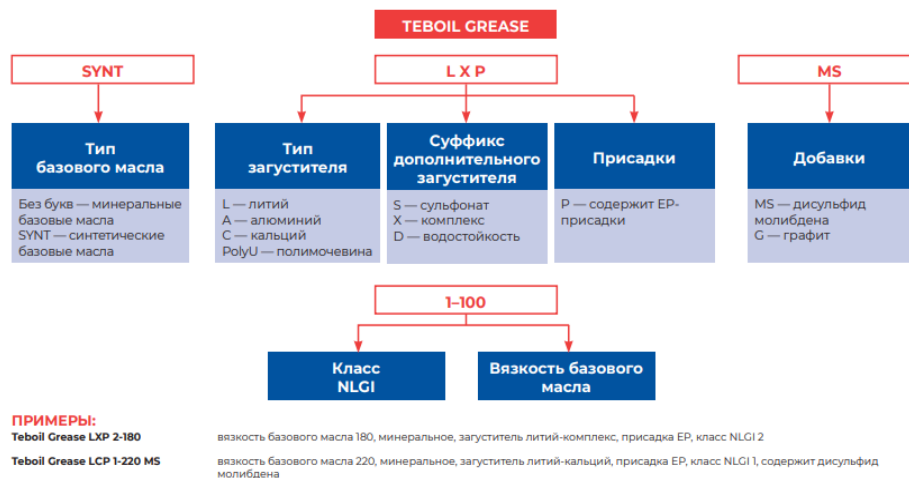 TEBOIL GREASE
SYNT
L X P
MS
Тип
базового масла
Без букв — минеральные
базовые масла
SYNT — синтетические
базовые масла
Тип
загустителя
L — литий
A — алюминий
C — кальций
PolyU — полимочевина
Суффикс
дополнительного
загустителя
S — сульфонат
X — комплекс
D — водостойкость
Присадки
P — содержит EP-
присадки
Добавки
MS — дисульфид
молибдена
G — графит
1–100
Класс
NLGI
Вязкость базового
масла
ПРИМЕРЫ:
Teboil Grease LXP 2-180 вязкость базового масла 180, минеральное, загуститель литий-комплекс, присадка EP, класс NLGI 2
Teboil Grease LCP 1-220 MS вязкость базового масла 220, минеральное, загуститель литий-кальций, присадка EP, класс NLGI 1, содержит дисульфид
молибдена